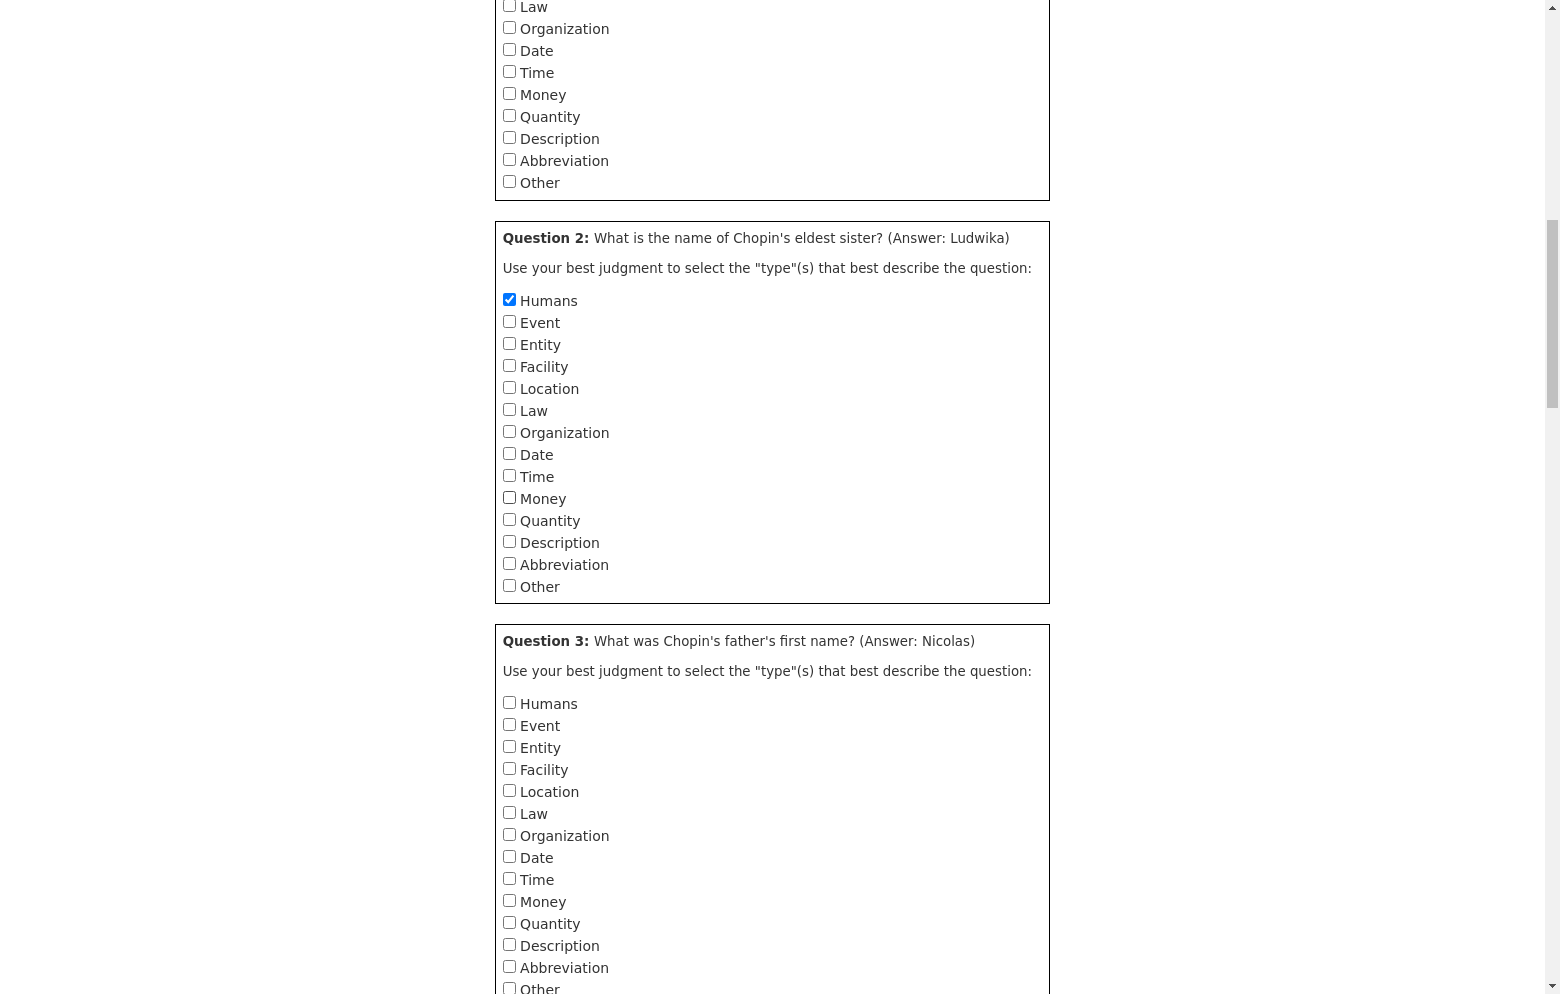 Law
Organization
Date
Time
Money
Quantity
Description
Abbreviation
Other
Question 2: What is the name of Chopin's eldest sister? (Answer: Ludwika)
Use your best judgment to select the "type"(s) that best describe the question:
Humans
Event
Entity
Facility
Location
Law
Organization
Date
Time
Money
Quantity
Description
Abbreviation
Other
Question 3: What was Chopin's father's first name? (Answer: Nicolas)
Use your best judgment to select the "type"(s) that best describe the question:
Humans
Event
Entity
Facility
Location
Law
Organization
Date
Time
Money
Quantity
Description
Abbreviation
Other